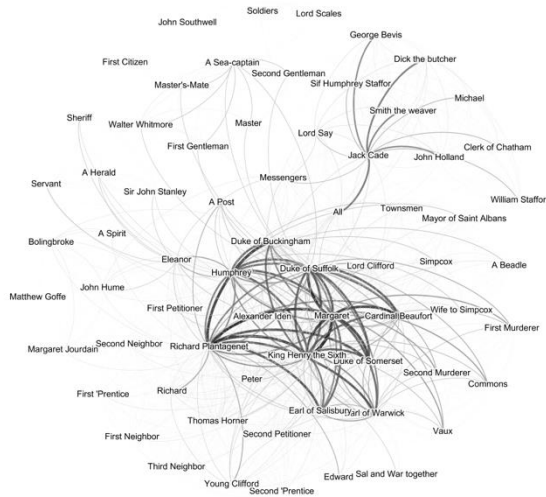 Soldiers
Lord Scales
John Southwell
George Bevis
Dick the butcher
First Citizen
A Sea-captain
Second Gentleman
Master's-Mate
Sif Humphrey Staffor
Michael
Sheriff
Walter Whitmore
Master
Smith the weaver
Lord Say
First Gentleman
Jack Cade
John Holland
Clerk of Chatham
A Herald
Messengers
Servant
Sir John Stanley
A Post
William Staffor
All
Townsmen
Mayor of Saint Albans
A Spirit
Bolingbroke
Duke of Buckingham
Eleanor
Humphrey
Duke of Suffolk
Lord Clifford
Simpcox
A Beadle
John Hume
Matthew Goffe
First Petitioner
Alexander Iden
Margaret
Cardinal Beaufort
Wife to Simpcox
First Murderer
Second Neighbor
Margaret Jourdain
Richard Plantagenet
King Henry the Sixth
Duke of Somerset
Second Murderer
Peter
Commons
First 'Prentice
Richard
Earl of Salisbury
Earl of Warwick
Thomas Horner
Vaux
First Neighbor
Second Petitioner
Third Neighbor
Young Clifford
Edward
Sal and War together
Second 'Prentice